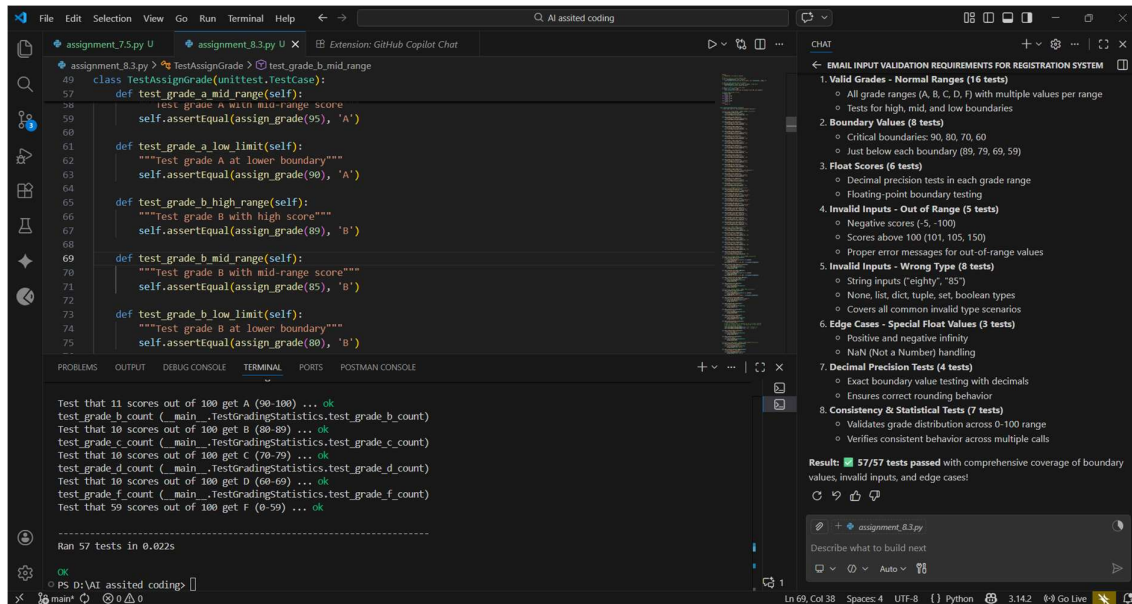 File Edit Selection View Go Run Terminal Help
AI assited coding
assignment_7.5.py U
assignment_8.3.py U
Extension: GitHub Copilot Chat
assignment_8.3.py > TestAssignGrade > test_grade_b_mid_range
49 class TestAssignGrade(unittest.TestCase):
57 def test_grade_a_mid_range(self):
58 """Test grade A with mid-range score"""
59 self.assertEqual(assign_grade(95), 'A')
60
61 def test_grade_a_low_limit(self):
62 """Test grade A at lower boundary"""
63 self.assertEqual(assign_grade(90), 'A')
64
65 def test_grade_b_high_range(self):
66 """Test grade B with high score"""
67 self.assertEqual(assign_grade(89), 'B')
68
69 def test_grade_b_mid_range(self):
70 """Test grade B with mid-range score"""
71 self.assertEqual(assign_grade(85), 'B')
72
73 def test_grade_b_low_limit(self):
74 """Test grade B at lower boundary"""
75 self.assertEqual(assign_grade(80), 'B')
PROBLEMS OUTPUT DEBUG CONSOLE TERMINAL PORTS POSTMAN CONSOLE
Test that 11 scores out of 100 get A (90-100) ... ok
test_grade_b_count (__main__.TestGradingStatistics.test_grade_b_count)
Test that 10 scores out of 100 get B (80-89) ... ok
test_grade_c_count (__main__.TestGradingStatistics.test_grade_c_count)
Test that 10 scores out of 100 get C (70-79) ... ok
test_grade_d_count (__main__.TestGradingStatistics.test_grade_d_count)
Test that 10 scores out of 100 get D (60-69) ... ok
test_grade_f_count (__main__.TestGradingStatistics.test_grade_f_count)
Test that 59 scores out of 100 get F (0-59) ... ok
----------------------------------------------------------------------
Ran 57 tests in 0.022s
OK
PS D:\AI assited coding>
CHAT
EMAIL INPUT VALIDATION REQUIREMENTS FOR REGISTRATION SYSTEM
1. Valid Grades - Normal Ranges (16 tests)
All grade ranges (A, B, C, D, F) with multiple values per range
Tests for high, mid, and low boundaries
2. Boundary Values (8 tests)
Critical boundaries: 90, 80, 70, 60
Just below each boundary (89, 79, 69, 59)
3. Float Scores (6 tests)
Decimal precision tests in each grade range
Floating-point boundary testing
4. Invalid Inputs - Out of Range (5 tests)
Negative scores (-5, -100)
Scores above 100 (101, 105, 150)
Proper error messages for out-of-range values
5. Invalid Inputs - Wrong Type (8 tests)
String inputs ("eighty", "85")
None, list, dict, tuple, set, boolean types
Covers all common invalid type scenarios
6. Edge Cases - Special Float Values (3 tests)
Positive and negative infinity
NaN (Not a Number) handling
7. Decimal Precision Tests (4 tests)
Exact boundary value testing with decimals
Ensures correct rounding behavior
8. Consistency & Statistical Tests (7 tests)
Validates grade distribution across 0-100 range
Verifies consistent behavior across multiple calls
Result: ✅ 57/57 tests passed with comprehensive coverage of boundary
values, invalid inputs, and edge cases!
assignment_8.3.py
Describe what to build next
Auto
3
1
main* 0 0 Ln 69, Col 38 Spaces: 4 UTF-8 { } Python 3.14.2 Go Live